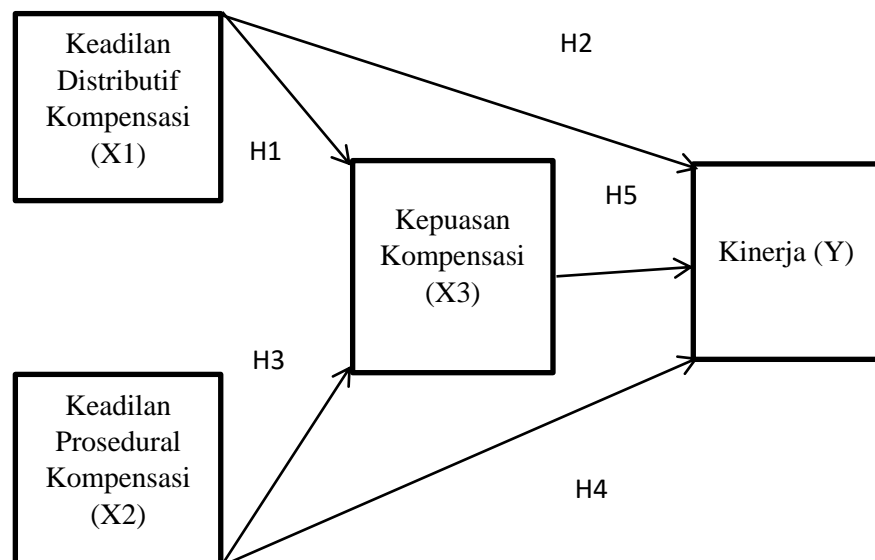 Keadilan
Distributif
Kompensasi
(X1)
H2
H1
Kepuasan
Kompensasi
(X3)
H5
Kinerja (Y)
H3
Keadilan
Prosedural
Kompensasi
(X2)
H4